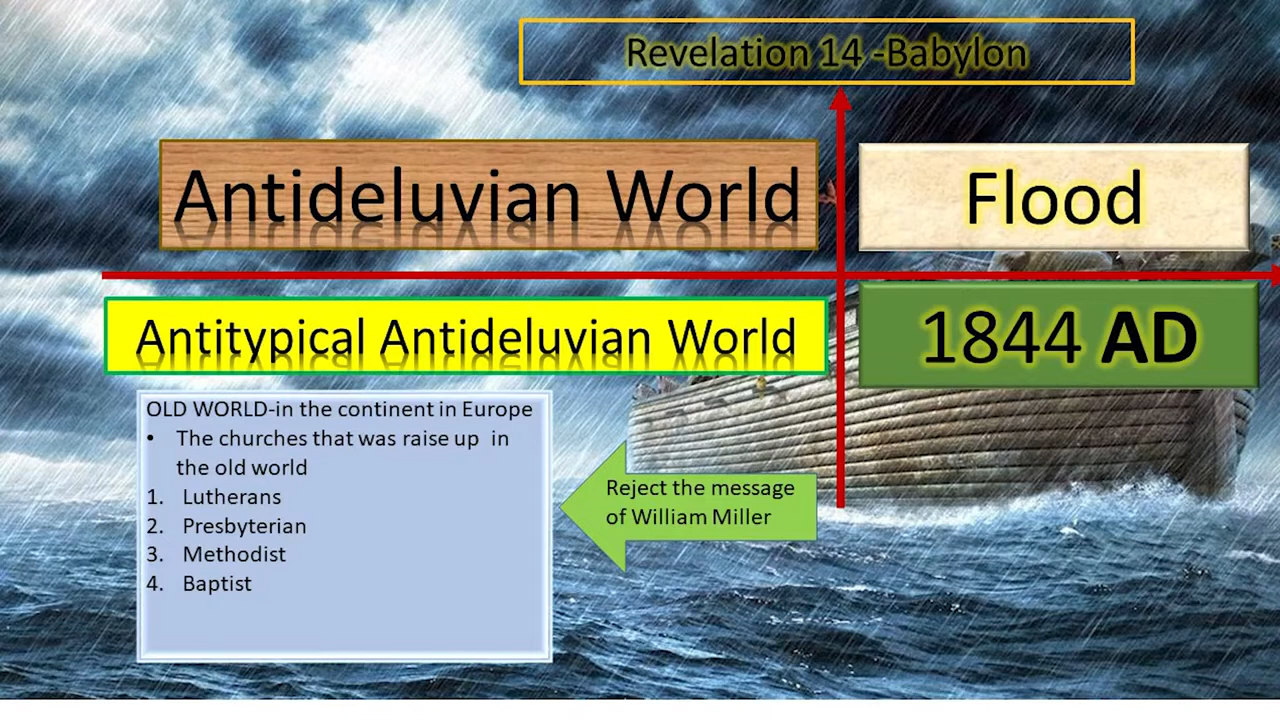 Revelation 14 -Babylon
Antideluvian World
Flood
Antitypical Antideluvian World
1844 AD
OLD WORLD-in the continent in Europe
• The churches that was raise up in
the old world
1. Lutherans
2. Presbyterian
3. Methodist
4. Baptist
Reject the message
of William Miller